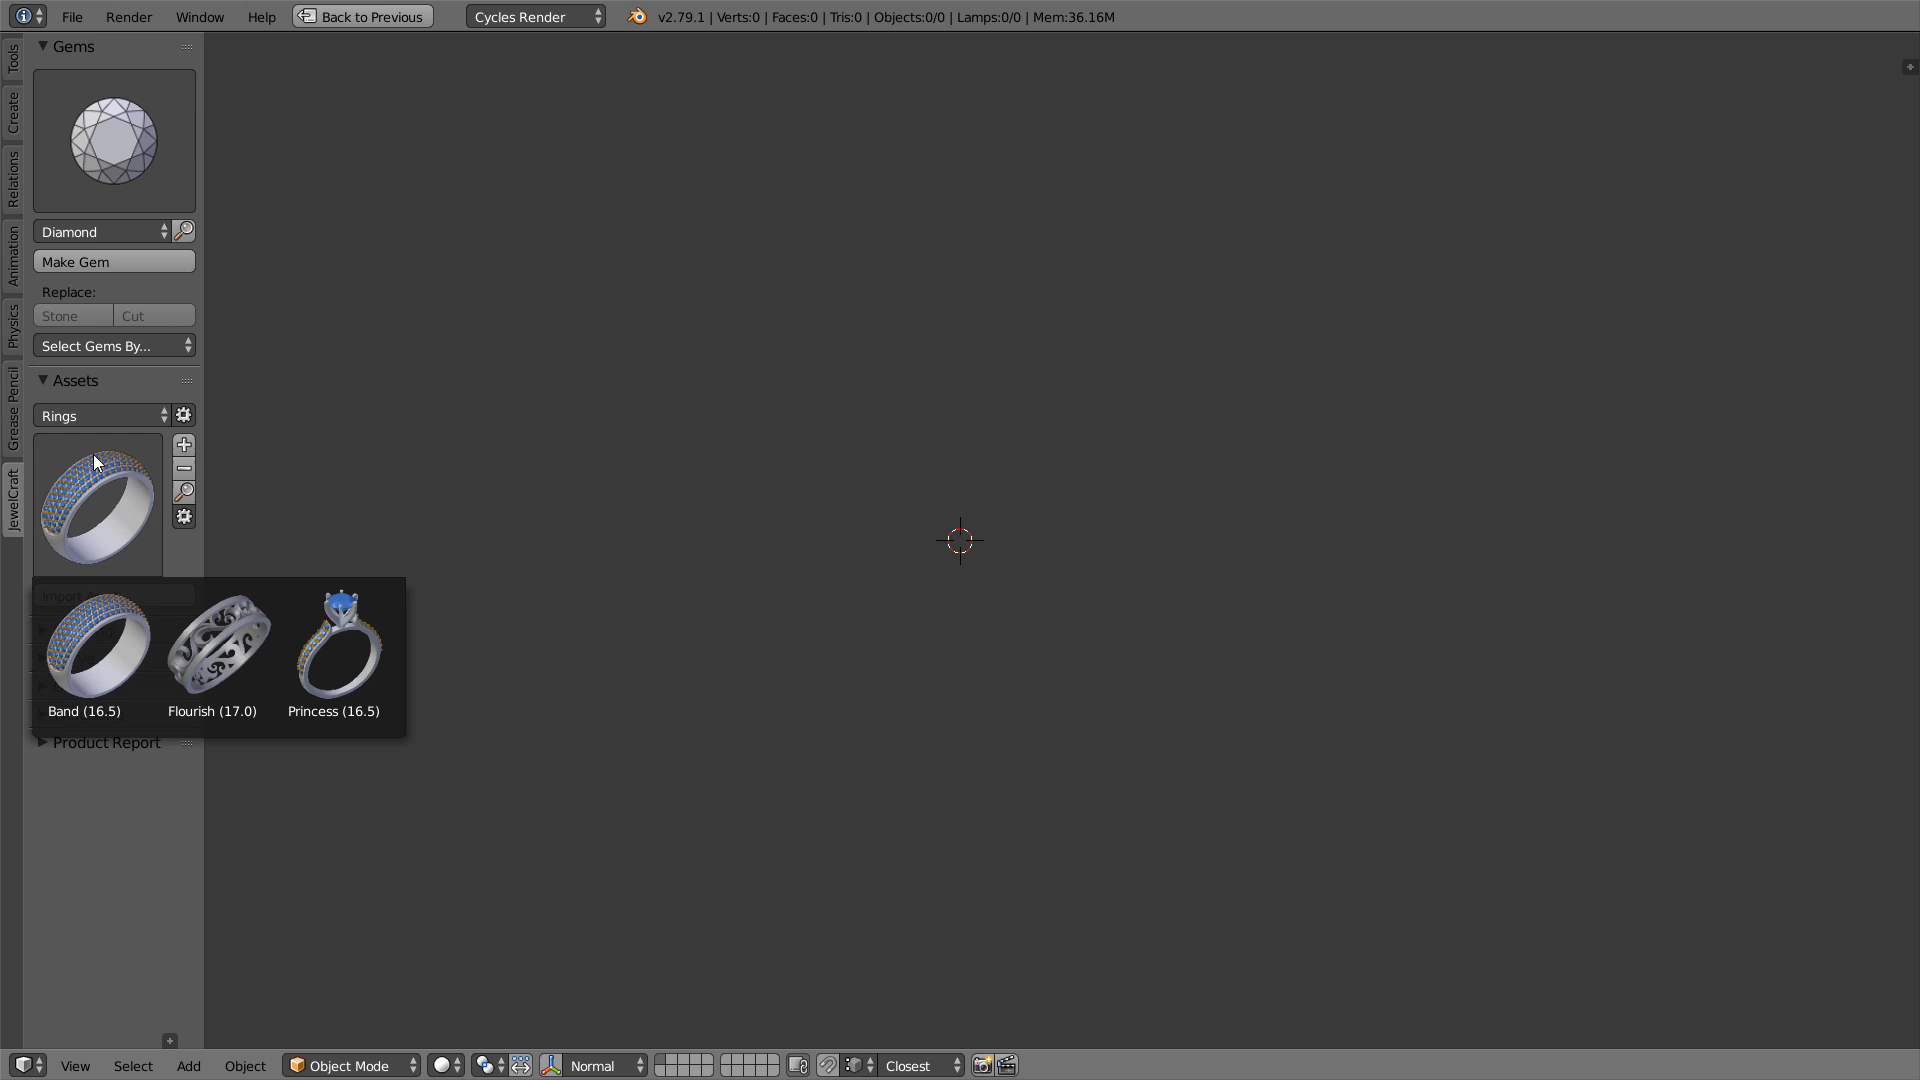 File Render Window Help Back to Previous Cycles Render v2.79.1 | Verts:0 | Faces:0 | Tris:0 | Objects:0/0 | Lamps:0/0 | Mem:36.16M
Tools
Create
Relations
Animation
Physics
Grease Pencil
JewelCraft
Gems
Diamond
Make Gem
Replace:
Stone Cut
Select Gems By...
Assets
Rings
Import
Band (16.5) Flourish (17.0) Princess (16.5)
Product Report
View Select Add Object Object Mode Normal Closest